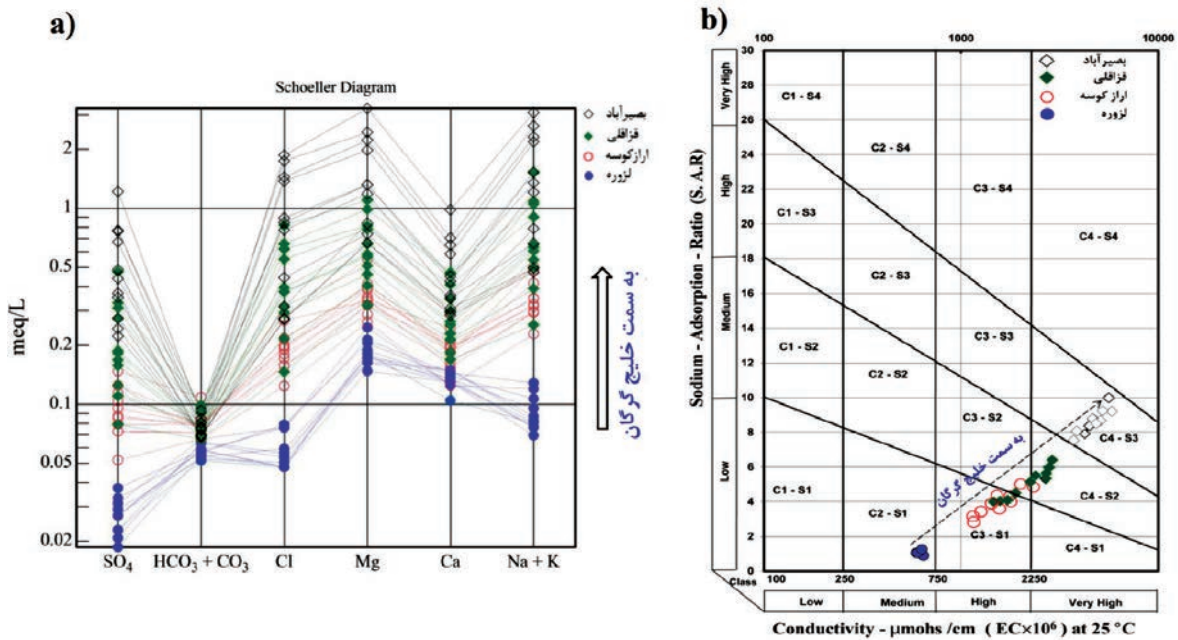 a)
Schoeller Diagram
بصیرآباد
قزاقلی
ارازکوسه
لزوره
2
1
0.5
0.2
0.1
0.05
0.02
meq/L
به سمت خلیج گرگان
SO₄ HCO₃ + CO₃ Cl Mg Ca Na + K
b)
100 1000 10000
بصیرآباد
قزاقلی
اراز کوسه
لزوره
30
28
26
24
22
20
18
16
14
12
10
8
6
4
2
0
Very High
High
Medium
Low
Sodium - Adsorption - Ratio (S. A.R)
C1 - S4
C2 - S4
C3 - S4
C4 - S4
C1 - S3
C2 - S3
C3 - S3
C4 - S3
C1 - S2
C2 - S2
C3 - S2
C4 - S2
C1 - S1
C2 - S1
C3 - S1
C4 - S1
به سمت خلیج گرگان
Class 100 250 750 2250
Low Medium High Very High
Conductivity - µmohs /cm ( EC×10⁶ ) at 25 °C